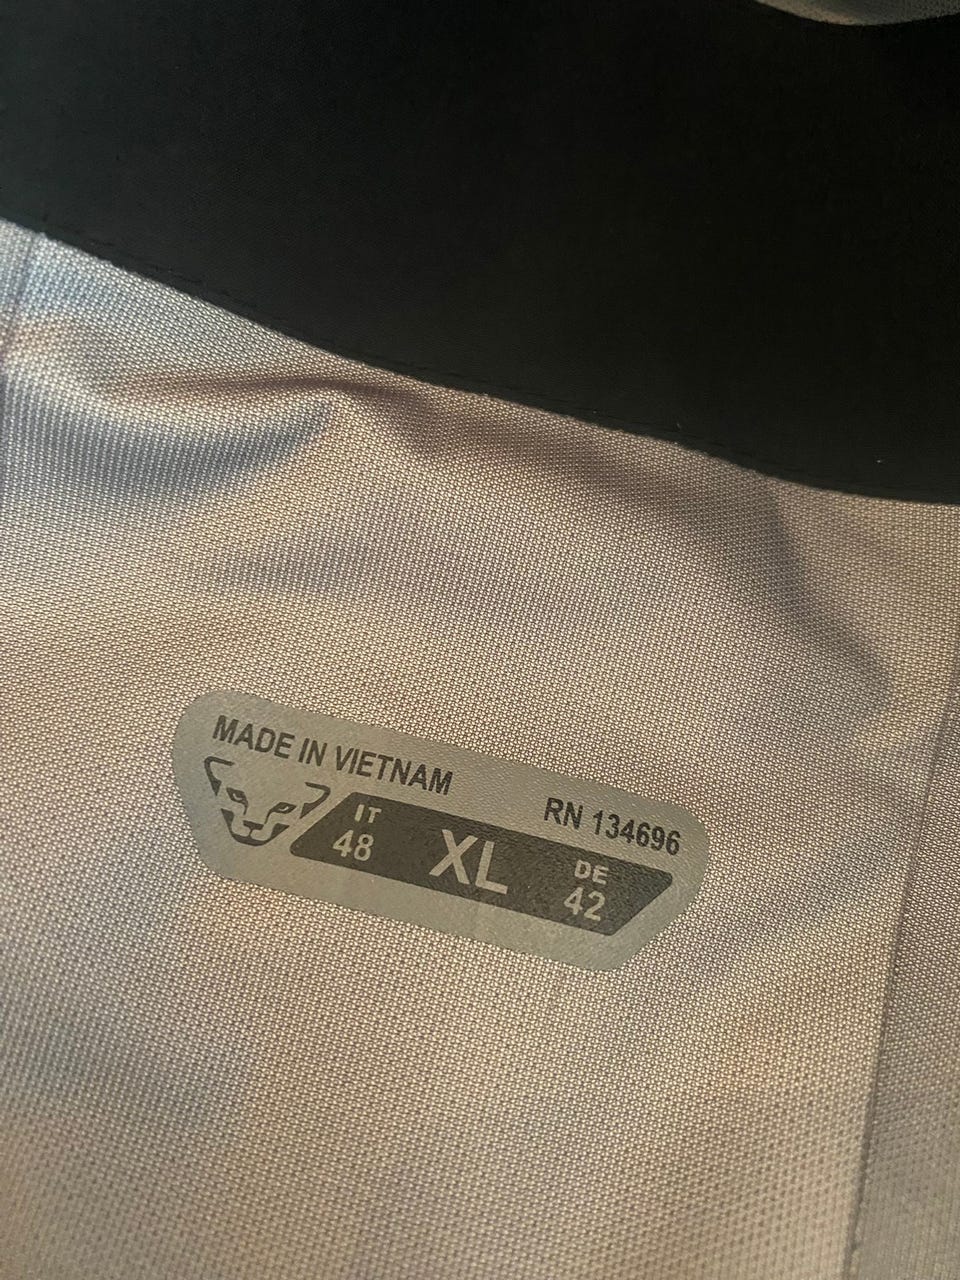 MADE IN VIETNAM
RN 134696
IT
48
XL
DE
42